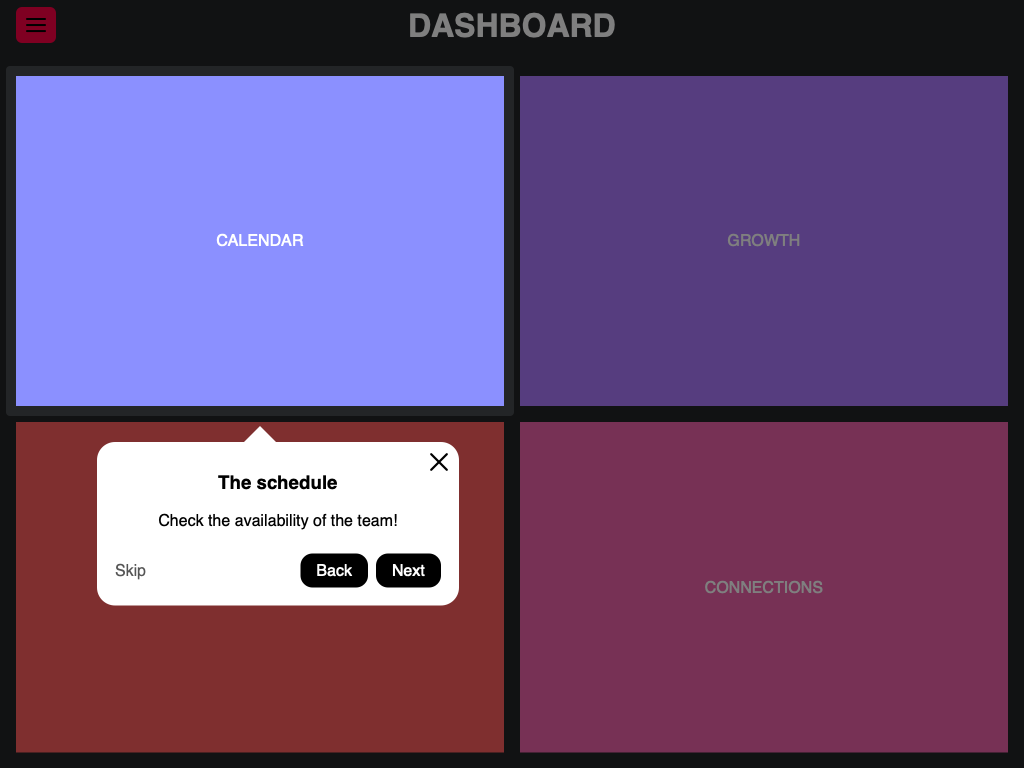 DASHBOARD
CALENDAR
GROWTH
The schedule
Check the availability of the team!
Skip
Back
Next
CONNECTIONS